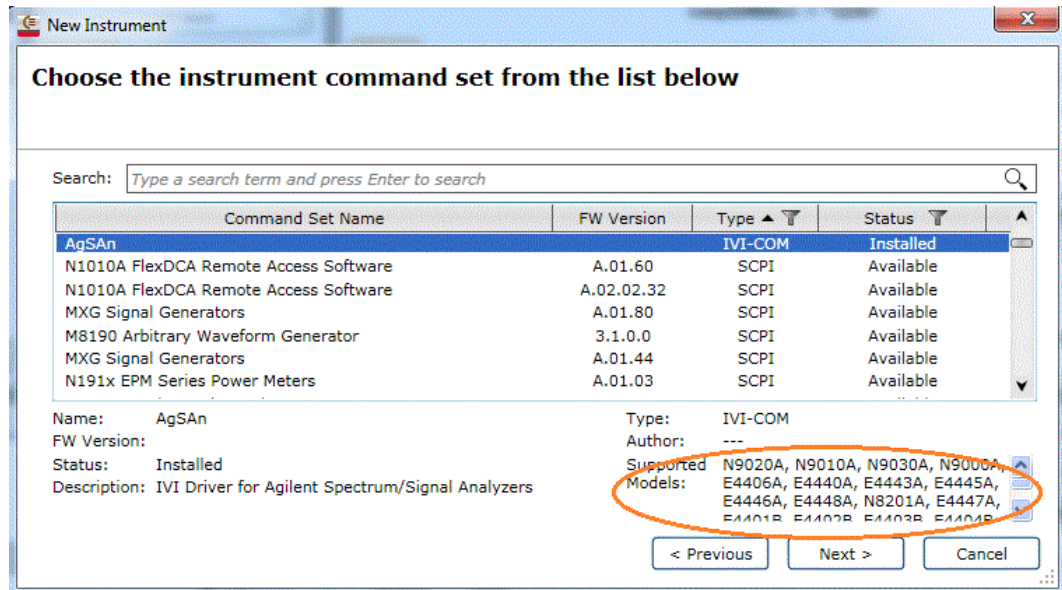 New Instrument
Choose the instrument command set from the list below
Search: Type a search term and press Enter to search
Command Set Name FW Version Type Status
AgSAn IVI-COM Installed
N1010A FlexDCA Remote Access Software A.01.60 SCPI Available
N1010A FlexDCA Remote Access Software A.02.02.32 SCPI Available
MXG Signal Generators A.01.80 SCPI Available
M8190 Arbitrary Waveform Generator 3.1.0.0 SCPI Available
MXG Signal Generators A.01.44 SCPI Available
N191x EPM Series Power Meters A.01.03 SCPI Available
Name: AgSAn Type: IVI-COM
FW Version: Author: ---
Status: Installed Supported N9020A, N9010A, N9030A, N9000A,
Description: IVI Driver for Agilent Spectrum/Signal Analyzers Models: E4406A, E4440A, E4443A, E4445A,
E4446A, E4448A, N8201A, E4447A,
E4401B, E4402B, E4403B, E4404B
< Previous Next > Cancel